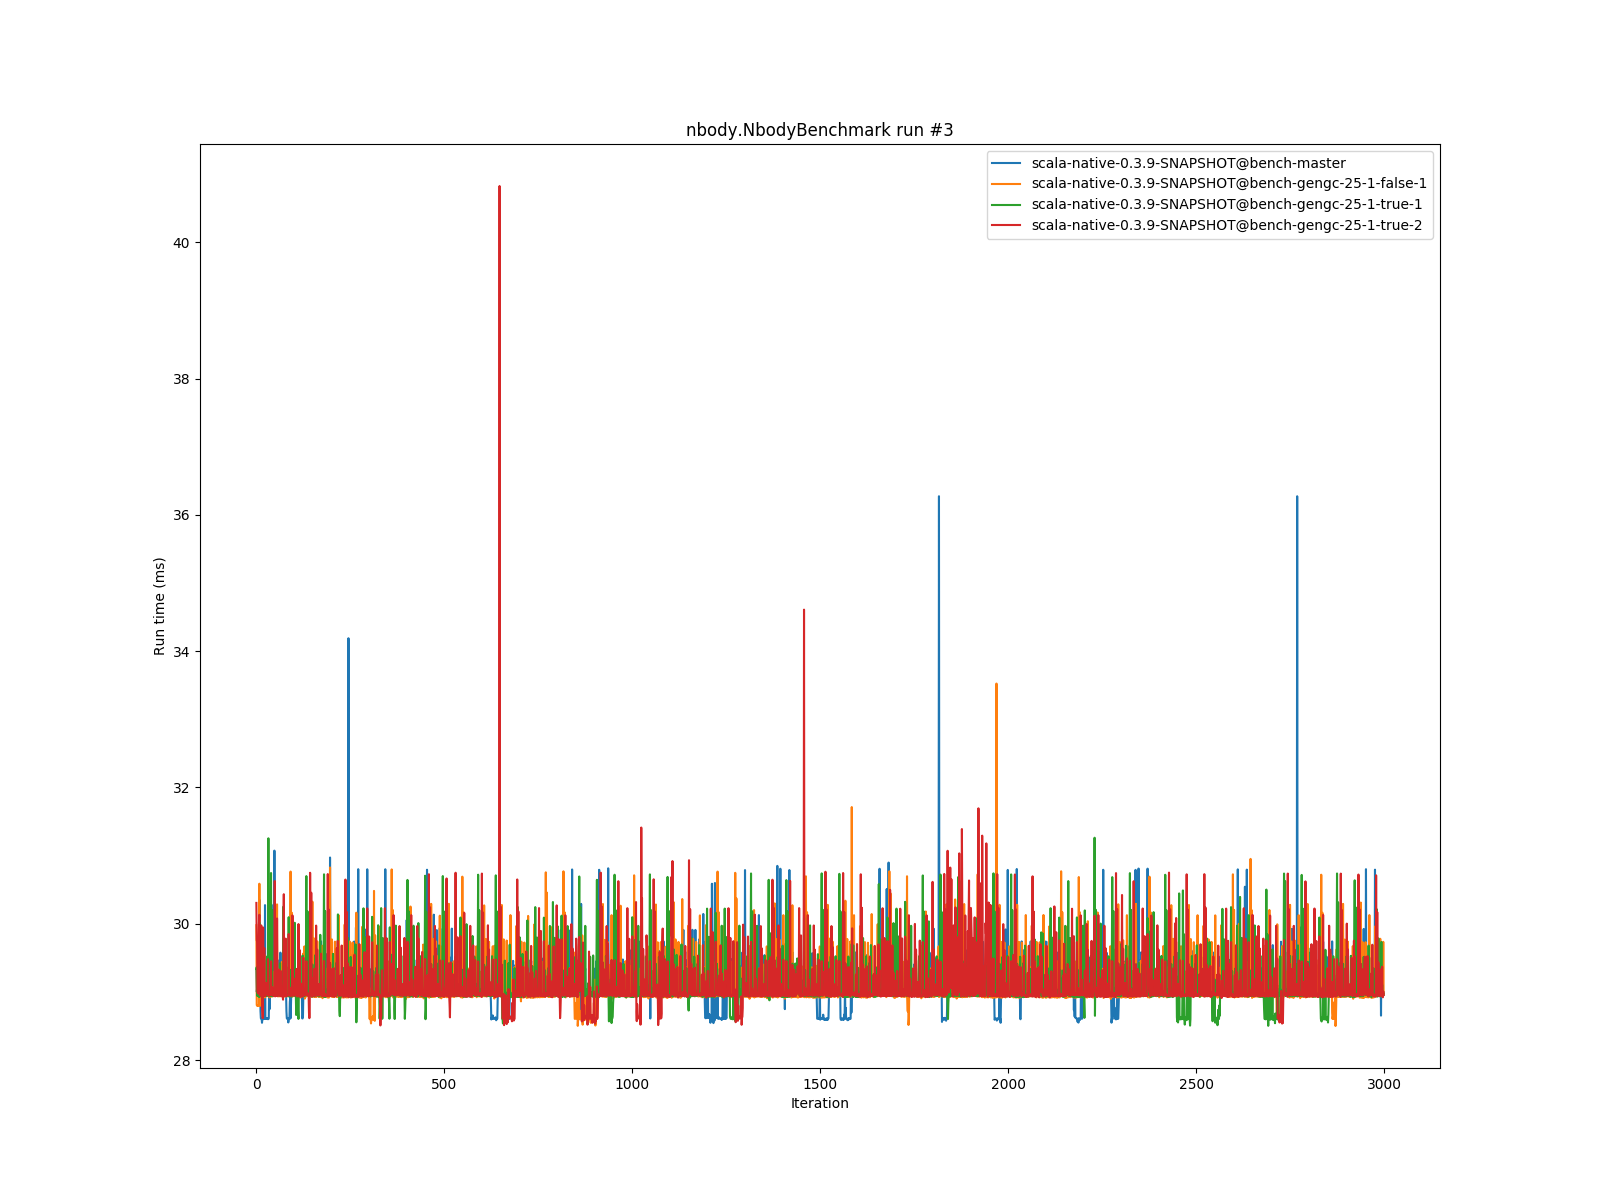 nbody.NbodyBenchmark run #3
scala-native-0.3.9-SNAPSHOT@bench-master
scala-native-0.3.9-SNAPSHOT@bench-gengc-25-1-false-1
scala-native-0.3.9-SNAPSHOT@bench-gengc-25-1-true-1
scala-native-0.3.9-SNAPSHOT@bench-gengc-25-1-true-2
40
38
36
34
32
30
28
Run time (ms)
0 500 1000 1500 2000 2500 3000
Iteration